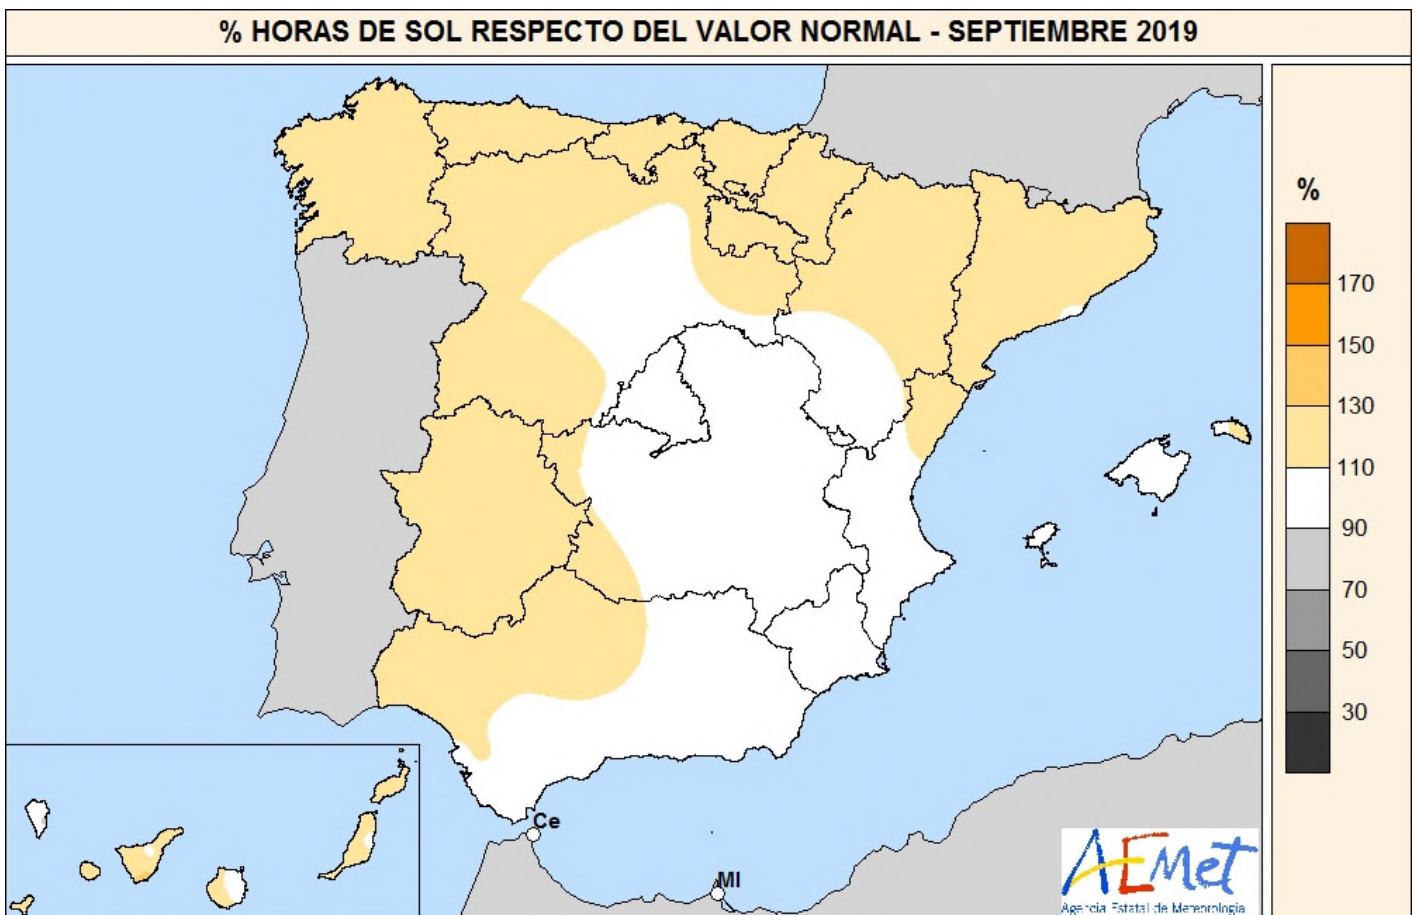 % HORAS DE SOL RESPECTO DEL VALOR NORMAL - SEPTIEMBRE 2019
%
170
150
130
110
90
70
50
30
Ce
Ml
AEMet
Agencia Estatal de Meteorología